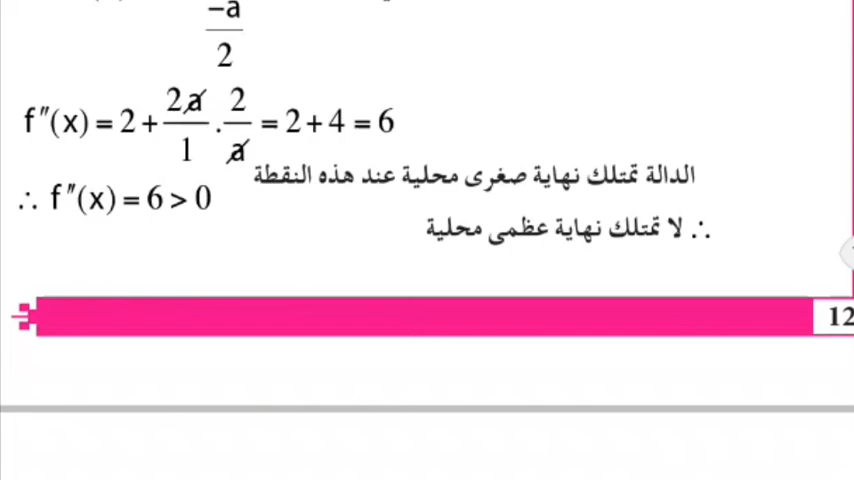 −a
2
f″(x) = 2 + 2a/1 . 2/a = 2 + 4 = 6
الدالة تمتلك نهاية صغرى محلية عند هذه النقطة
∴ f″(x) = 6 > 0
∴ لا تمتلك نهاية عظمى محلية
12